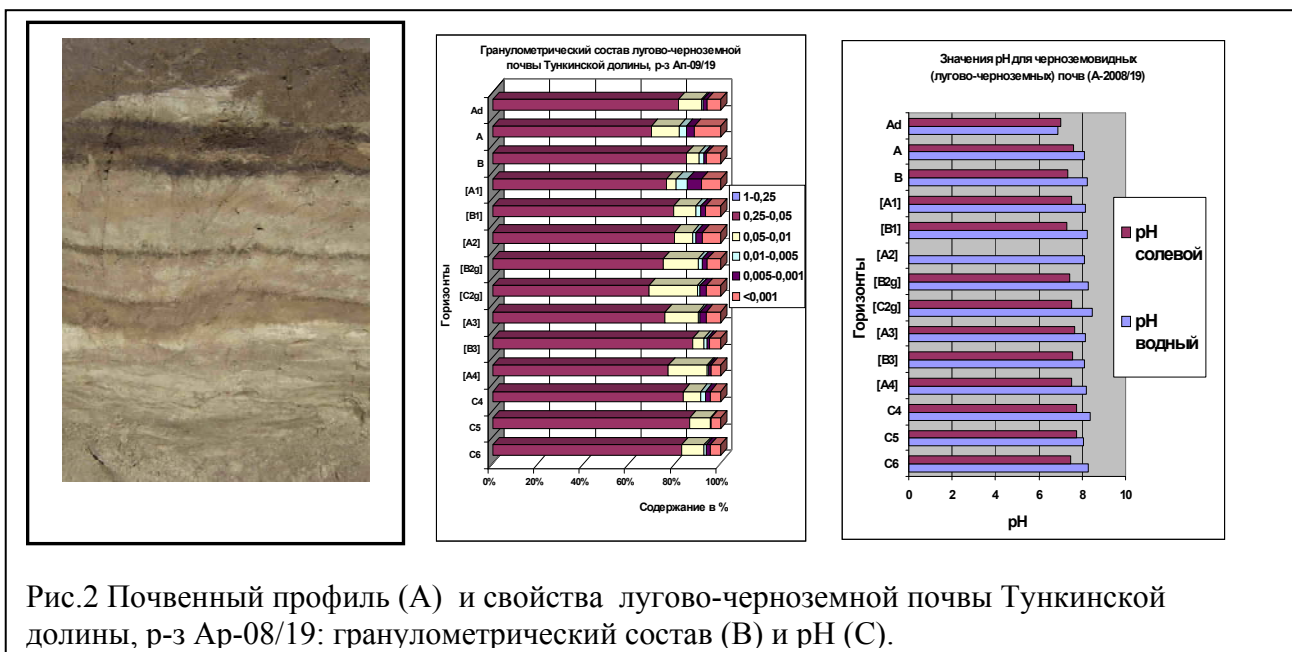 Гранулометрический состав лугово-черноземной
почвы Тункинской долины, р-з Ап-09/19
Горизонты
Ad
A
B
[A1]
[B1]
[A2]
[B2g]
[C2g]
[A3]
[B3]
[A4]
C4
C5
C6
0%
20%
40%
60%
80%
100%
Содержание в %
1-0,25
0,25-0,05
0,05-0,01
0,01-0,005
0,005-0,001
<0,001
Значения pH для черноземовидных
(лугово-черноземных) почв (А-2008/19)
Горизонты
Ad
A
B
[A1]
[B1]
[A2]
[B2g]
[C2g]
[A3]
[B3]
[A4]
C4
C5
C6
0
2
4
6
8
10
pH
pH
солевой
pH
водный
Рис.2 Почвенный профиль (А) и свойства лугово-черноземной почвы Тункинской
долины, р-з Ар-08/19: гранулометрический состав (В) и рН (С).